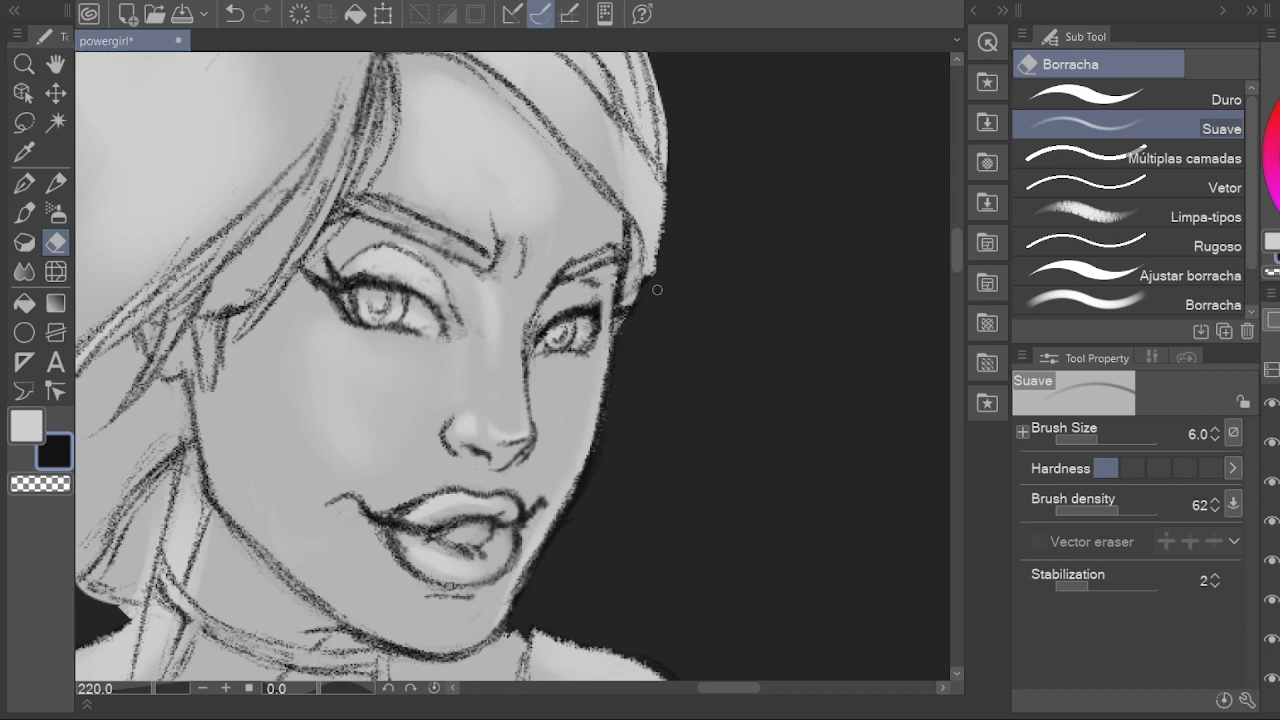 To
Sub Tool
powergirl*
Borracha
Duro
Suave
Múltiplas camadas
Vetor
Limpa-tipos
Rugoso
Ajustar borracha
Borracha
Tool Property
Suave
Brush Size
6.0
Hardness
Brush density
62
Vector eraser
Stabilization
2
220.0
0.0